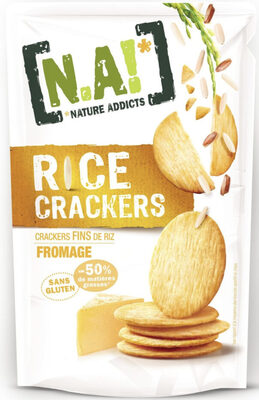 [N.A!*]
*NATURE ADDICTS
RICE
CRACKERS
CRACKERS FINS DE RIZ
FROMAGE
SANS
GLUTEN
-50%
de matières
grasses*